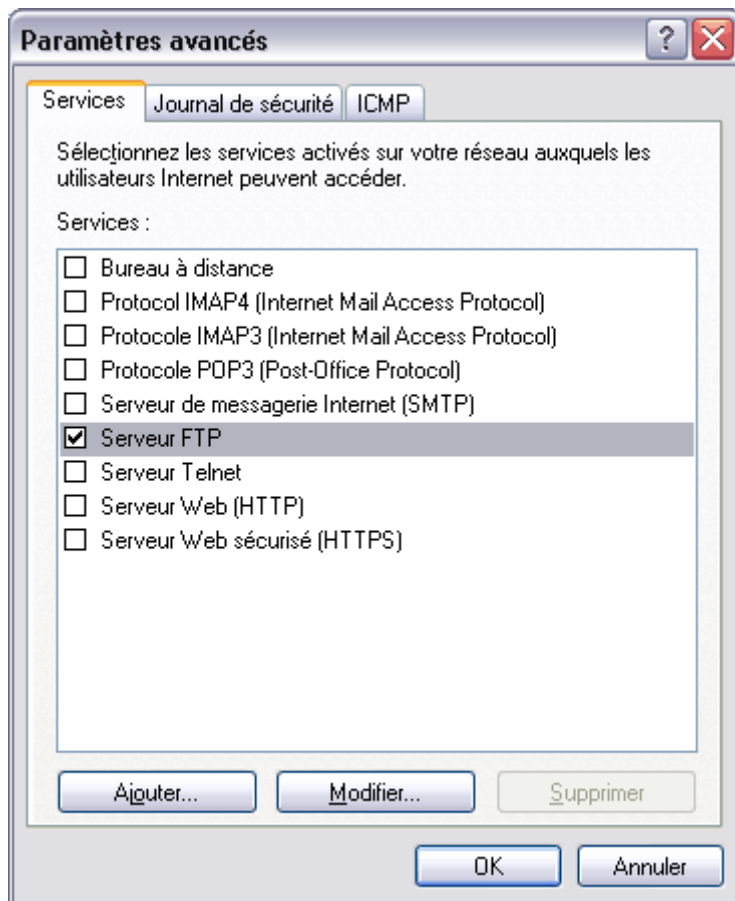 Paramètres avancés
Services
Journal de sécurité
ICMP
Sélectionnez les services activés sur votre réseau auxquels les
utilisateurs Internet peuvent accéder.
Services :
Bureau à distance
Protocol IMAP4 (Internet Mail Access Protocol)
Protocole IMAP3 (Internet Mail Access Protocol)
Protocole POP3 (Post-Office Protocol)
Serveur de messagerie Internet (SMTP)
Serveur FTP
Serveur Telnet
Serveur Web (HTTP)
Serveur Web sécurisé (HTTPS)
Ajouter...
Modifier...
Supprimer
OK
Annuler